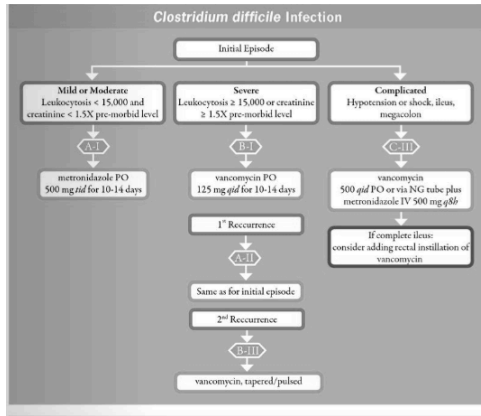 Clostridium difficile Infection
Initial Episode
Mild or Moderate
Leukocytosis < 15,000 and
creatinine < 1.5X pre-morbid level
Severe
Leukocytosis ≥ 15,000 or creatinine
≥ 1.5X pre-morbid level
Complicated
Hypotension or shock, ileus,
megacolon
A-I
B-I
C-III
metronidazole PO
500 mg tid for 10-14 days
vancomycin PO
125 mg qid for 10-14 days
vancomycin
500 qid PO or via NG tube plus
metronidazole IV 500 mg q8h
If complete ileus:
consider adding rectal instillation of
vancomycin
1st Reccurrence
A-II
Same as for initial episode
2nd Reccurrence
B-III
vancomycin, tapered/pulsed